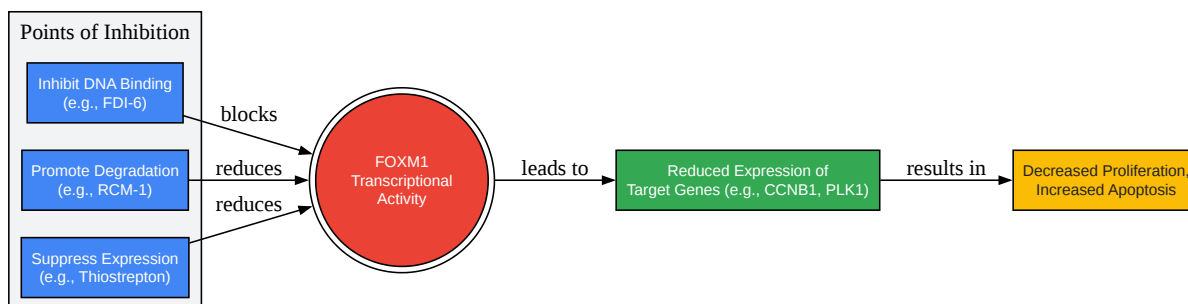 Points of Inhibition
Inhibit DNA Binding
(e.g., FDI-6)
blocks
Promote Degradation
(e.g., RCM-1)
reduces
reduces
Suppress Expression
(e.g., Thiostrepton)
FOXM1
Transcriptional
Activity
leads to
Reduced Expression of
Target Genes (e.g., CCNB1, PLK1)
results in
Decreased Proliferation,
Increased Apoptosis